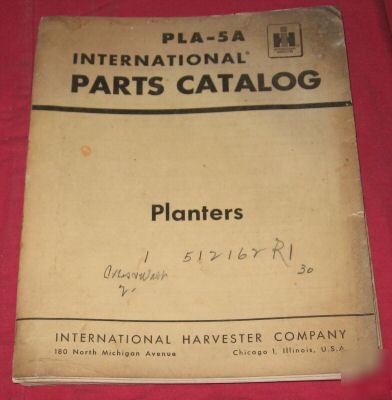 PLA-5A
INTERNATIONAL®
PARTS CATALOG
IH
Planters
1 512162R1
30
2
INTERNATIONAL HARVESTER COMPANY
180 North Michigan Avenue Chicago 1, Illinois, U.S.A.